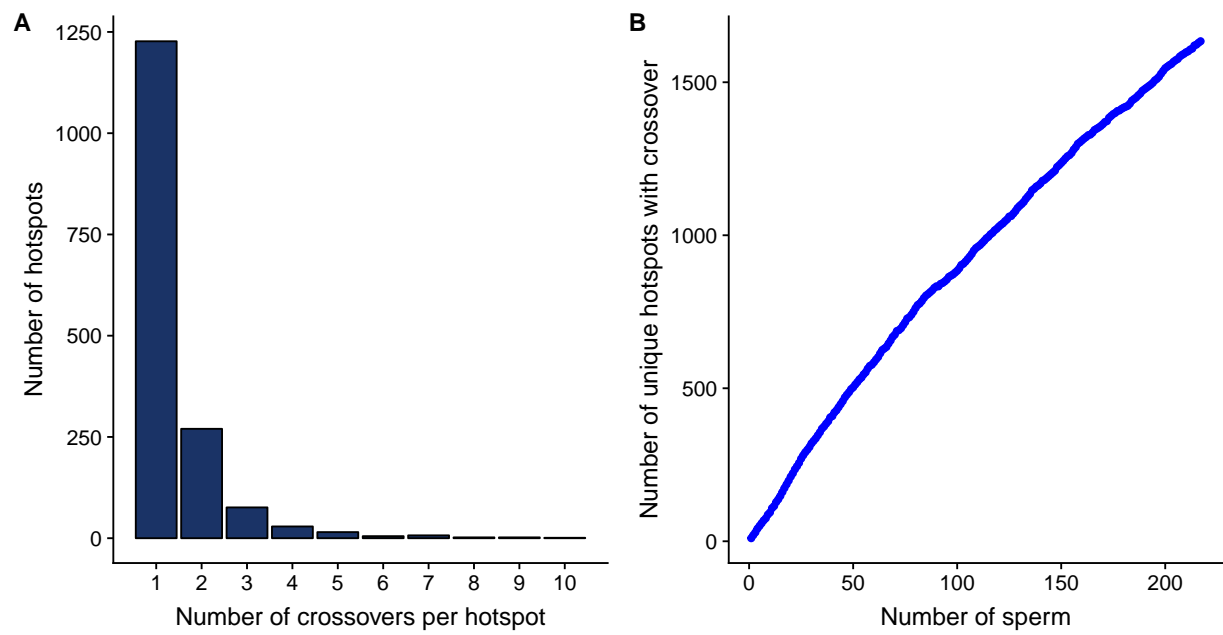 A
1250
1000
750
500
250
0
Number of hotspots
1 2 3 4 5 6 7 8 9 10
Number of crossovers per hotspot
B
1500
1000
500
0
Number of unique hotspots with crossover
0 50 100 150 200
Number of sperm